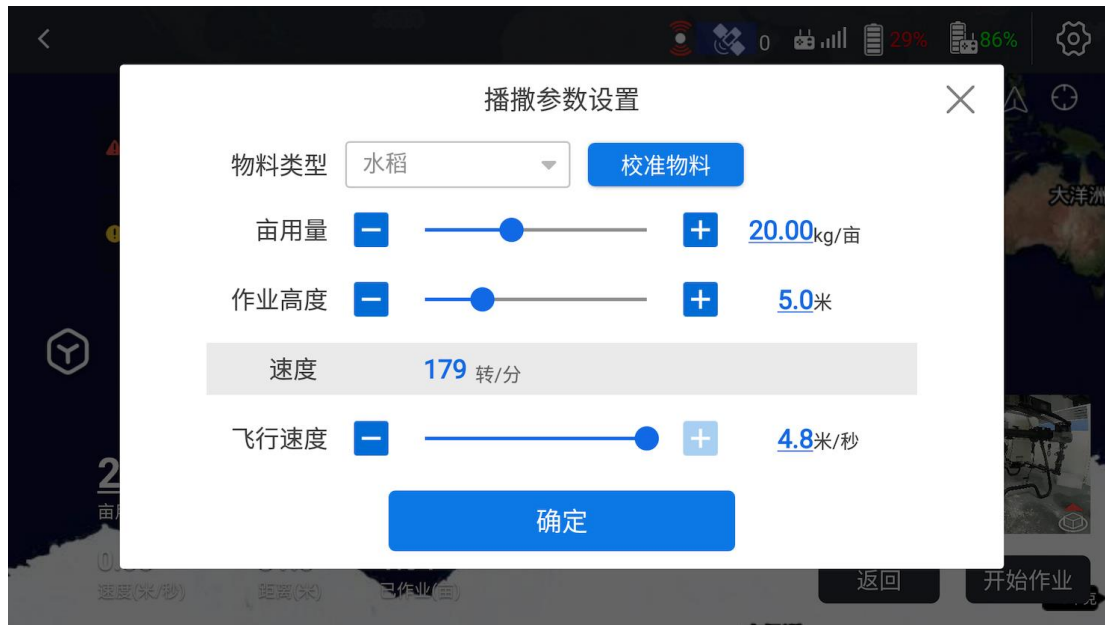 0 29% 86%
播撒参数设置
大洋洲
物料类型 水稻 校准物料
亩用量 20.00kg/亩
作业高度 5.0米
速度 179 转/分
飞行速度 4.8米/秒
2
亩
确定
速度(米/秒) 距离(米) 已作业(亩)
返回 开始作业